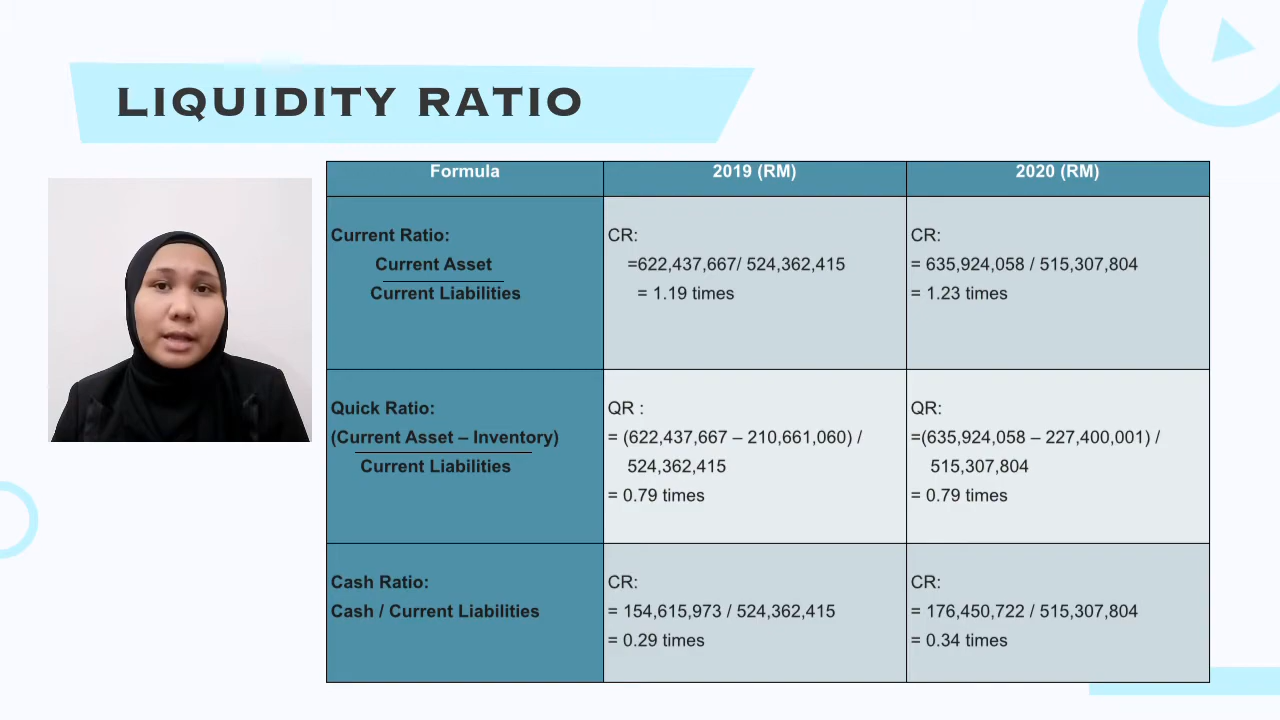 LIQUIDITY RATIO
Formula
2019 (RM)
2020 (RM)
Current Ratio:
Current Asset
Current Liabilities
CR:
=622,437,667/ 524,362,415
= 1.19 times
CR:
= 635,924,058 / 515,307,804
= 1.23 times
Quick Ratio:
(Current Asset – Inventory)
Current Liabilities
QR :
= (622,437,667 – 210,661,060) /
524,362,415
= 0.79 times
QR:
=(635,924,058 – 227,400,001) /
515,307,804
= 0.79 times
Cash Ratio:
Cash / Current Liabilities
CR:
= 154,615,973 / 524,362,415
= 0.29 times
CR:
= 176,450,722 / 515,307,804
= 0.34 times